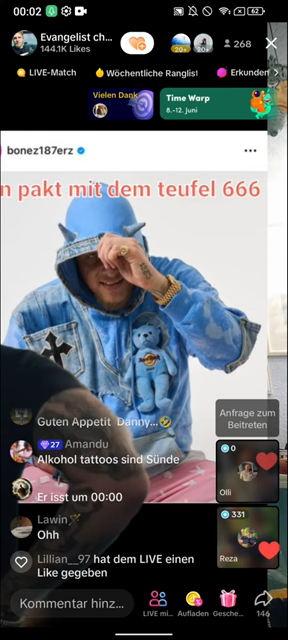 00:02
62
Evangelist ch...
144.1K Likes
20+
20+
268
LIVE-Match
Wöchentliche Ranglist
Erkunden
Vielen Dank
Time Warp
8.-12. Juni
bonez187erz
n pakt mit dem teufel 666
Guten Appetit Danny...🤣
27 Amandu
Alkohol tattoos sind Sünde
Er isst um 00:00
Lawin
Ohh
Lillian__97 hat dem LIVE einen
Like gegeben
Anfrage zum
Beitreten
0
Olli
331
Reza
Kommentar hinz...
LIVE mi...
Aufladen
Gesche...
146